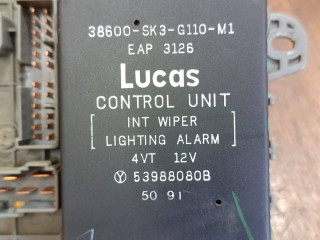 38600-SK3-G110-M1
EAP 3126
Lucas
CONTROL UNIT
INT WIPER
LIGHTING ALARM
4VT 12V
Ⓨ 53988080B
50 91